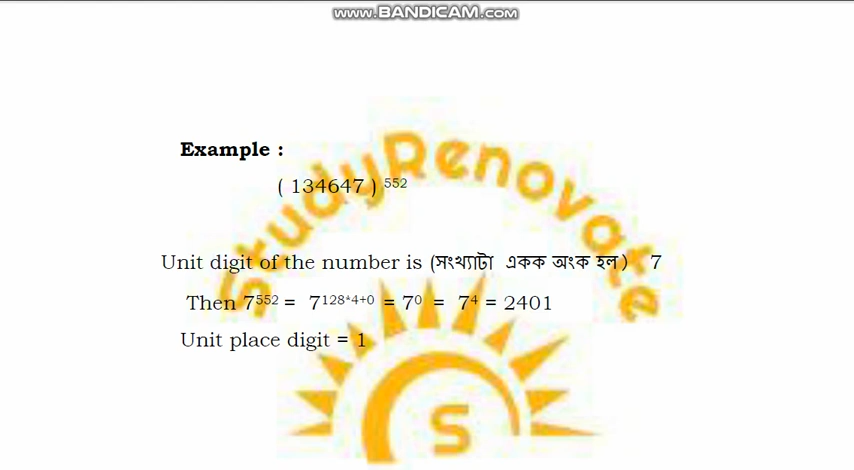 www.BANDICAM.com
StudyRenovate
Example :
( 134647 ) ⁵⁵²
Unit digit of the number is (সংখ্যাটা একক অংক হল) 7
Then 7⁵⁵² = 7¹²⁸*⁴⁺⁰ = 7⁰ = 7⁴ = 2401
Unit place digit = 1
S